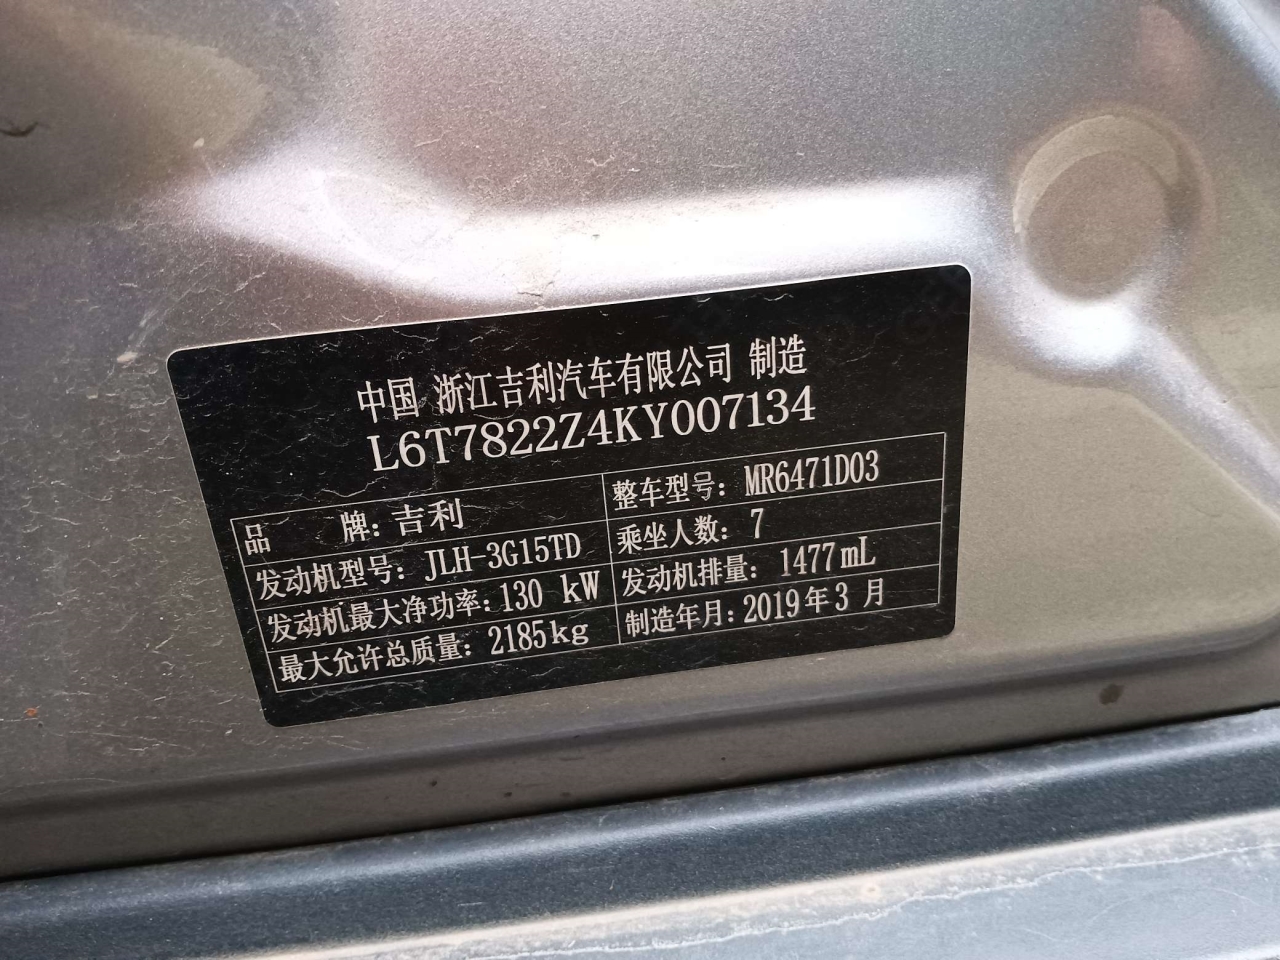 中国 浙江吉利汽车有限公司 制造
L6T7822Z4KY007134
品 牌: 吉利
整车型号: MR6471D03
发动机型号: JLH-3G15TD
乘坐人数: 7
发动机最大净功率: 130 kW
发动机排量: 1477mL
最大允许总质量: 2185kg
制造年月: 2019年3月